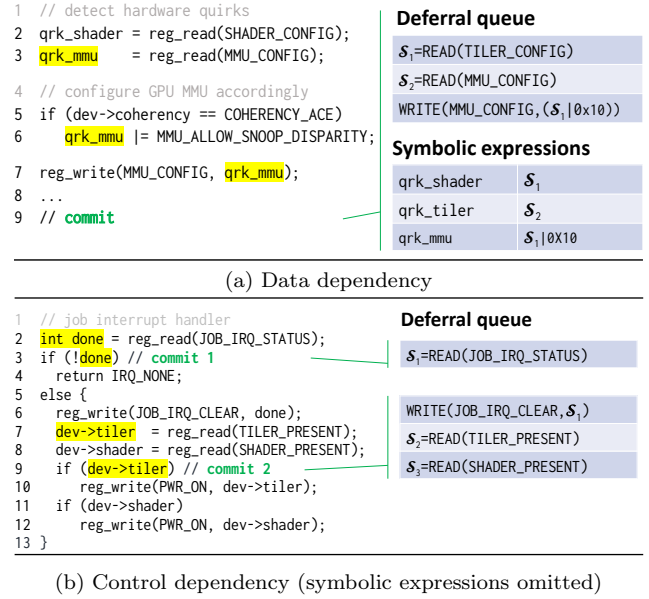 1 // detect hardware quirks
2 qrk_shader = reg_read(SHADER_CONFIG);
3 qrk_mmu = reg_read(MMU_CONFIG);
4 // configure GPU MMU accordingly
5 if (dev->coherency == COHERENCY_ACE)
6 qrk_mmu |= MMU_ALLOW_SNOOP_DISPARITY;
7 reg_write(MMU_CONFIG, qrk_mmu);
8 ...
9 // commit
Deferral queue
S1=READ(TILER_CONFIG)
S2=READ(MMU_CONFIG)
WRITE(MMU_CONFIG,(S1|0x10))
Symbolic expressions
qrk_shader S1
qrk_tiler S2
qrk_mmu S1|0X10
(a) Data dependency
1 // job interrupt handler
2 int done = reg_read(JOB_IRQ_STATUS);
3 if (!done) // commit 1
4 return IRQ_NONE;
5 else {
6 reg_write(JOB_IRQ_CLEAR, done);
7 dev->tiler = reg_read(TILER_PRESENT);
8 dev->shader = reg_read(SHADER_PRESENT);
9 if (dev->tiler) // commit 2
10 reg_write(PWR_ON, dev->tiler);
11 if (dev->shader)
12 reg_write(PWR_ON, dev->shader);
13 }
Deferral queue
S1=READ(JOB_IRQ_STATUS)
WRITE(JOB_IRQ_CLEAR,S1)
S2=READ(TILER_PRESENT)
S3=READ(SHADER_PRESENT)
(b) Control dependency (symbolic expressions omitted)